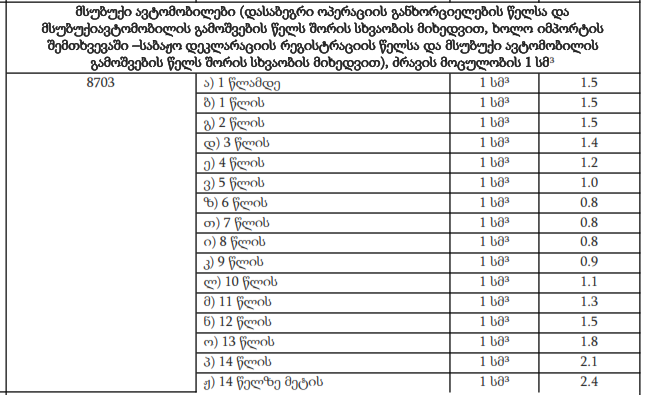 მსუბუქი ავტომობილები (დასაბეგრი ოპერაციის განხორციელების წელსა და
მსუბუქიავტომობილის გამოშვების წელს შორის სხვაობის მიხედვით, ხოლო იმპორტის
შემთხვევაში –საბაჟო დეკლარაციის რეგისტრაციის წელსა და მსუბუქი ავტომობილის
გამოშვების წელს შორის სხვაობის მიხედვით), ძრავის მოცულობის 1 სმ³
8703 ა) 1 წლამდე 1 სმ³ 1.5
ბ) 1 წლის 1 სმ³ 1.5
გ) 2 წლის 1 სმ³ 1.5
დ) 3 წლის 1 სმ³ 1.4
ე) 4 წლის 1 სმ³ 1.2
ვ) 5 წლის 1 სმ³ 1.0
ზ) 6 წლის 1 სმ³ 0.8
თ) 7 წლის 1 სმ³ 0.8
ი) 8 წლის 1 სმ³ 0.8
კ) 9 წლის 1 სმ³ 0.9
ლ) 10 წლის 1 სმ³ 1.1
მ) 11 წლის 1 სმ³ 1.3
ნ) 12 წლის 1 სმ³ 1.5
ო) 13 წლის 1 სმ³ 1.8
პ) 14 წლის 1 სმ³ 2.1
ჟ) 14 წელზე მეტის 1 სმ³ 2.4